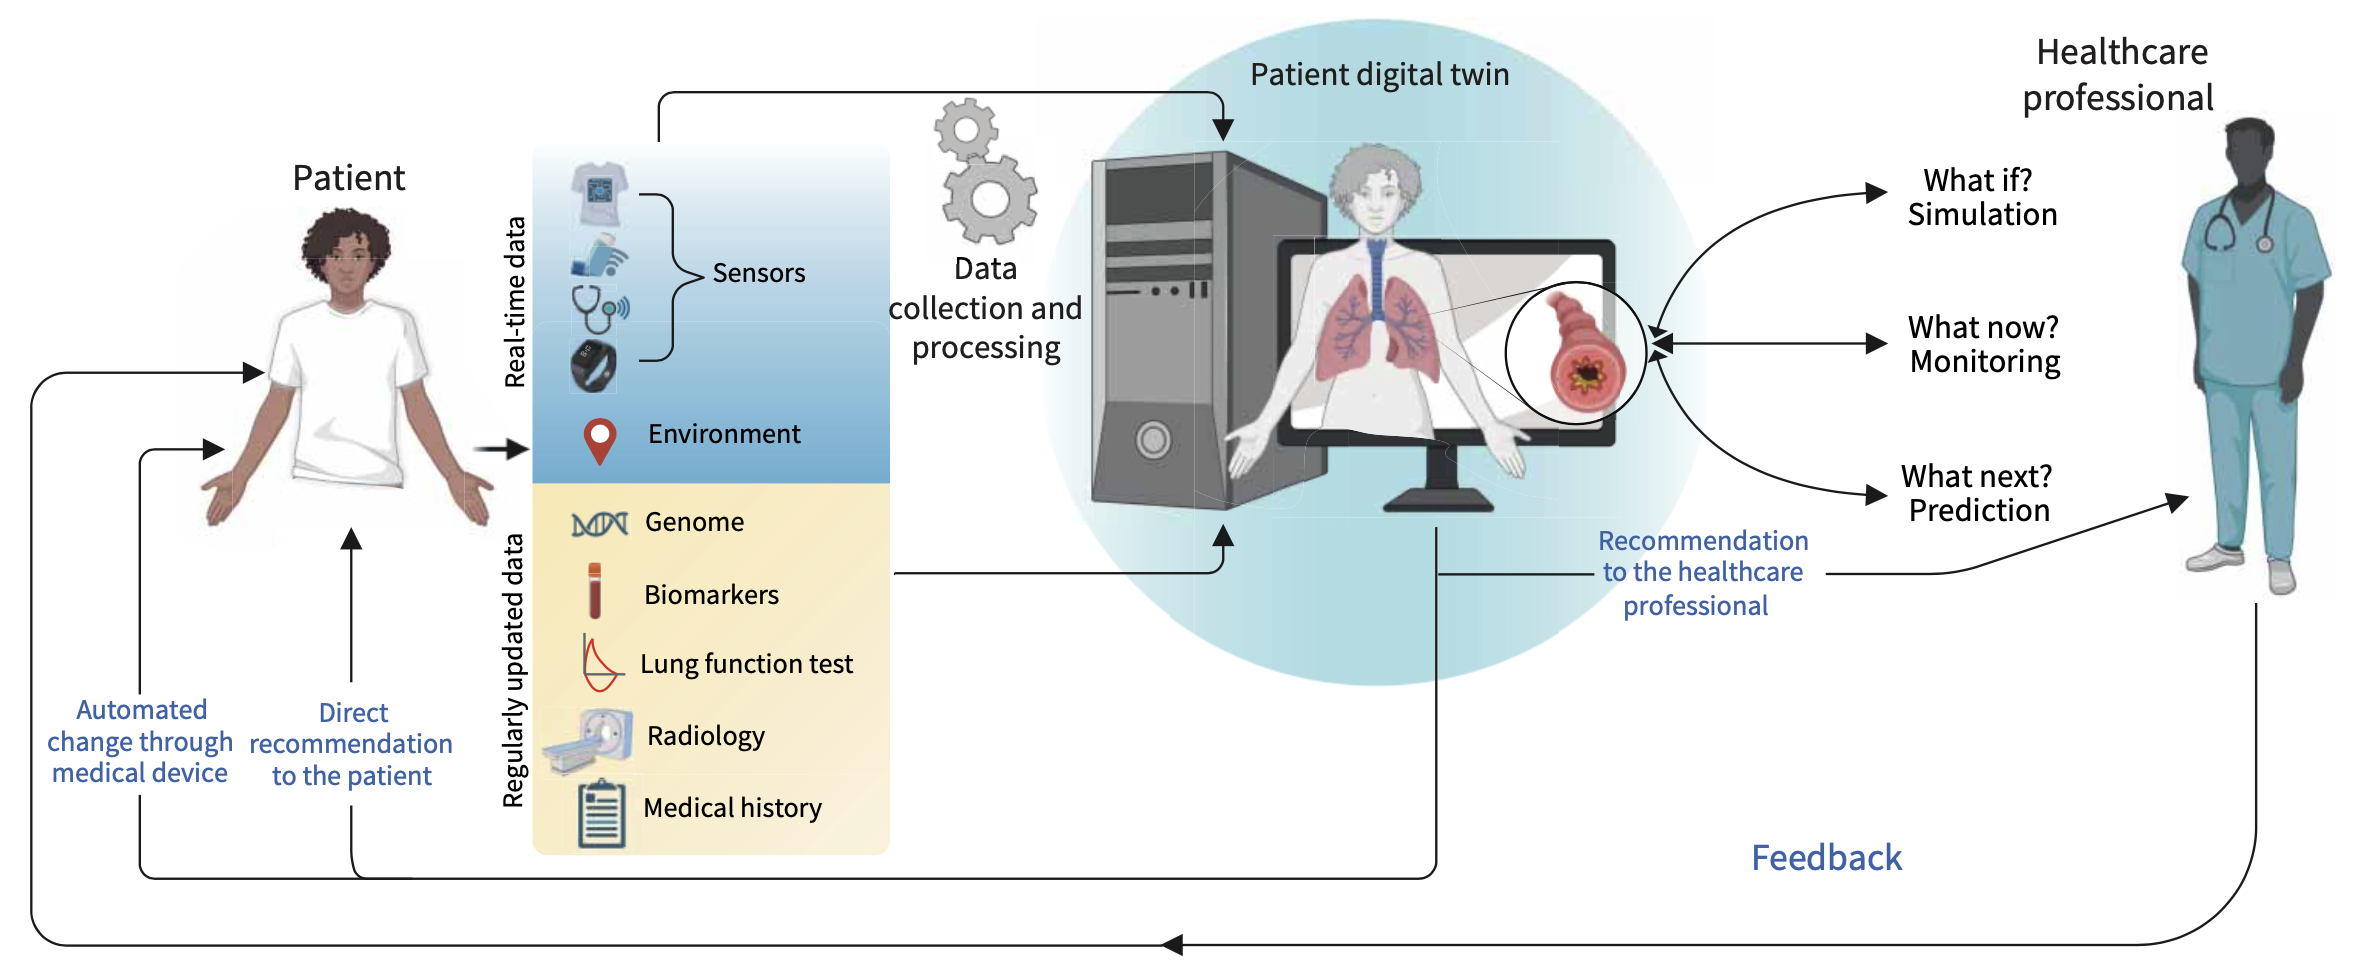 Patient
Real-time data
Sensors
Environment
Regularly updated data
Genome
Biomarkers
Lung function test
Radiology
Medical history
Data
collection and
processing
Patient digital twin
Healthcare
professional
What if?
Simulation
What now?
Monitoring
What next?
Prediction
Recommendation
to the healthcare
professional
Automated
change through
medical device
Direct
recommendation
to the patient
Feedback